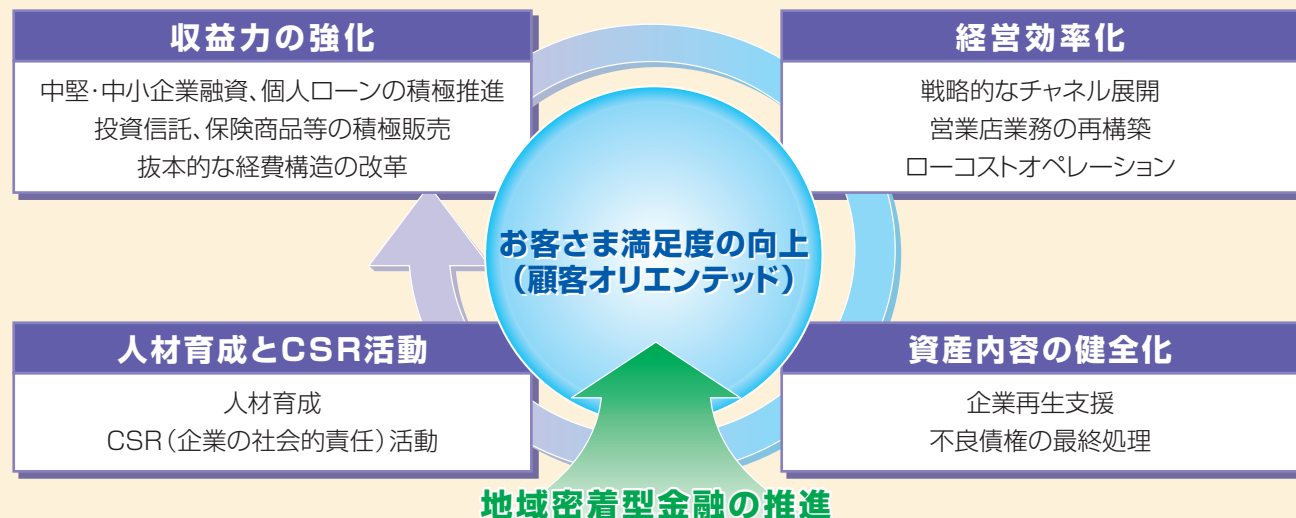 収益力の強化
中堅・中小企業融資、個人ローンの積極推進
投資信託、保険商品等の積極販売
抜本的な経費構造の改革
経営効率化
戦略的なチャネル展開
営業店業務の再構築
ローコストオペレーション
お客さま満足度の向上
（顧客オリエンテッド）
人材育成とCSR活動
人材育成
CSR（企業の社会的責任）活動
資産内容の健全化
企業再生支援
不良債権の最終処理
地域密着型金融の推進